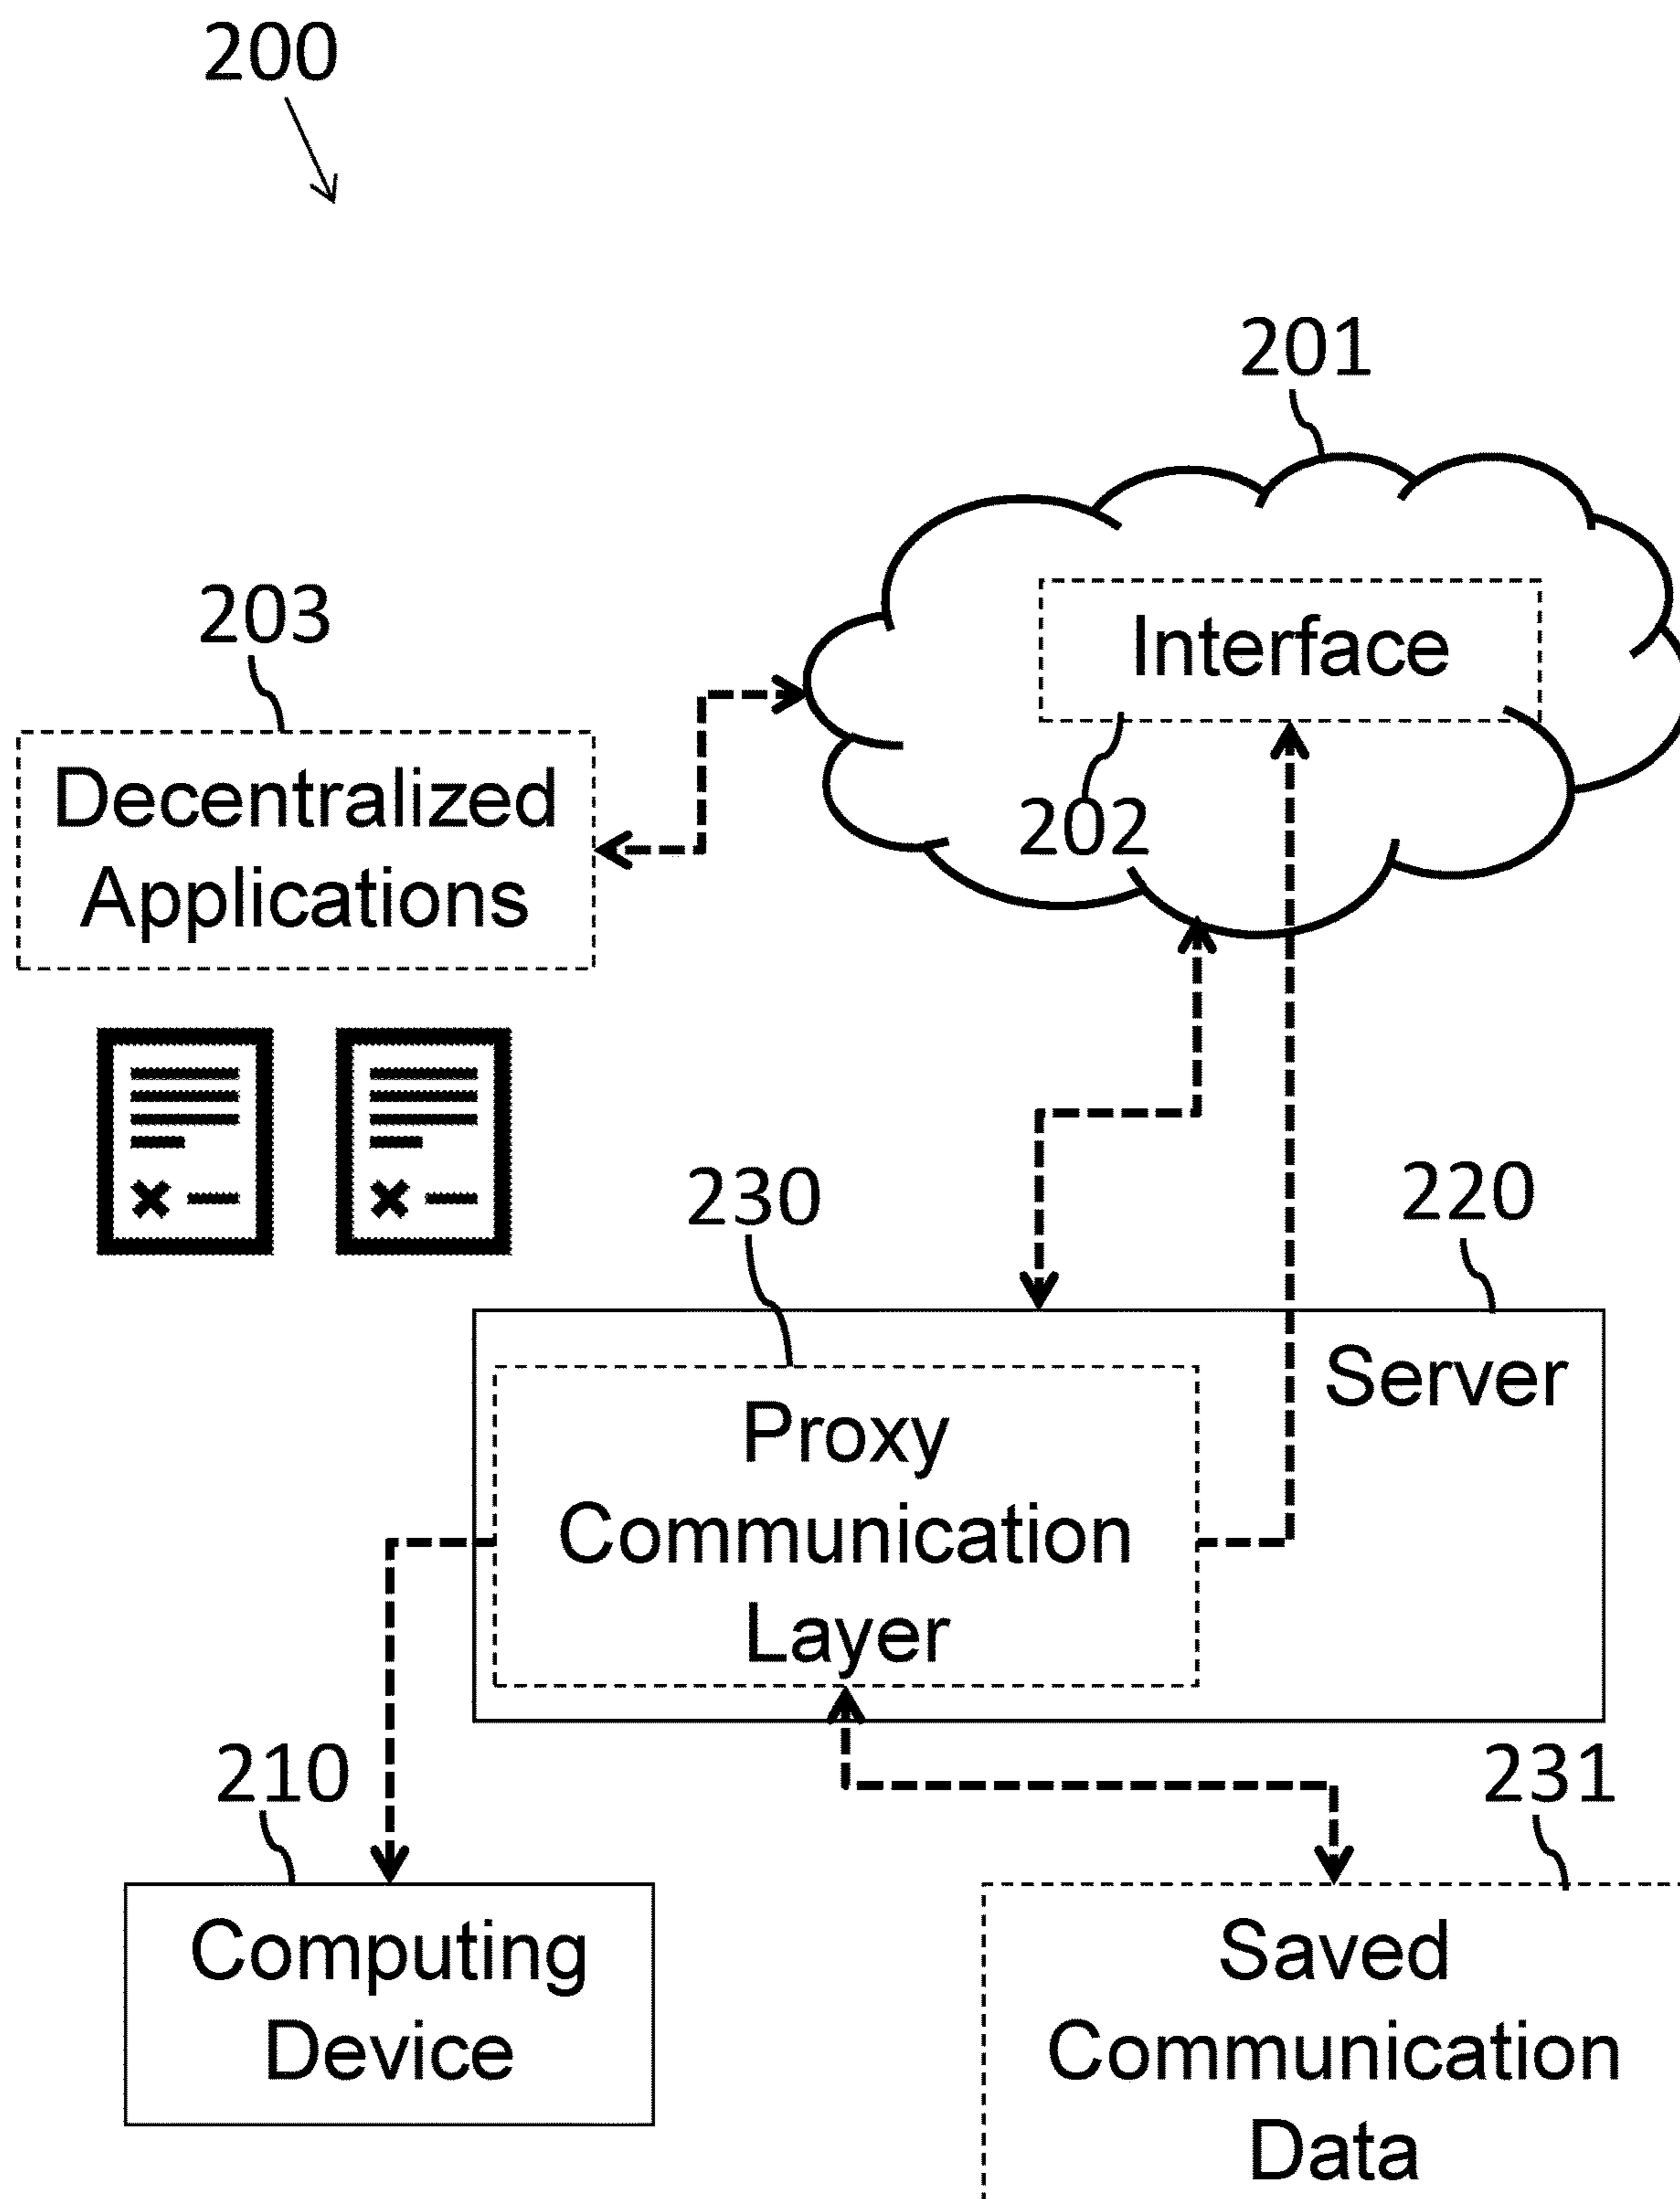 200
201
203
Interface
Decentralized
Applications
202
230
220
Server
Proxy
Communication
Layer
210
231
Computing
Device
Saved
Communication
Data